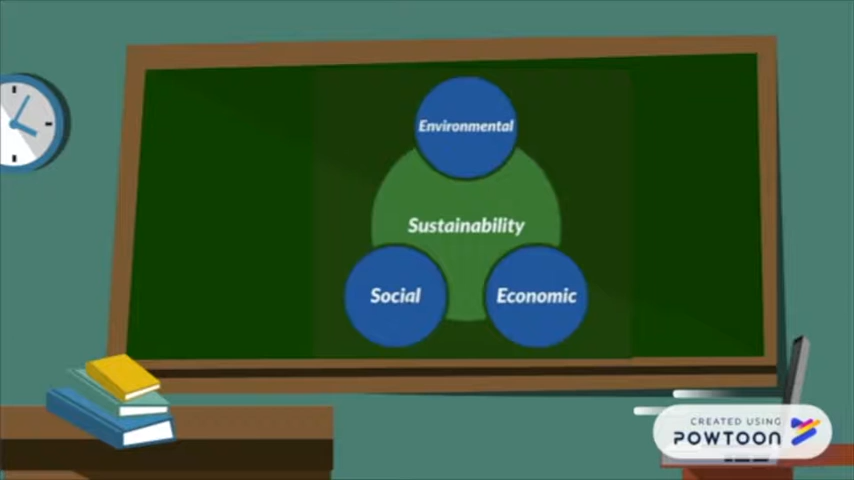 Environmental
Sustainability
Social
Economic
CREATED USING
POWTOON